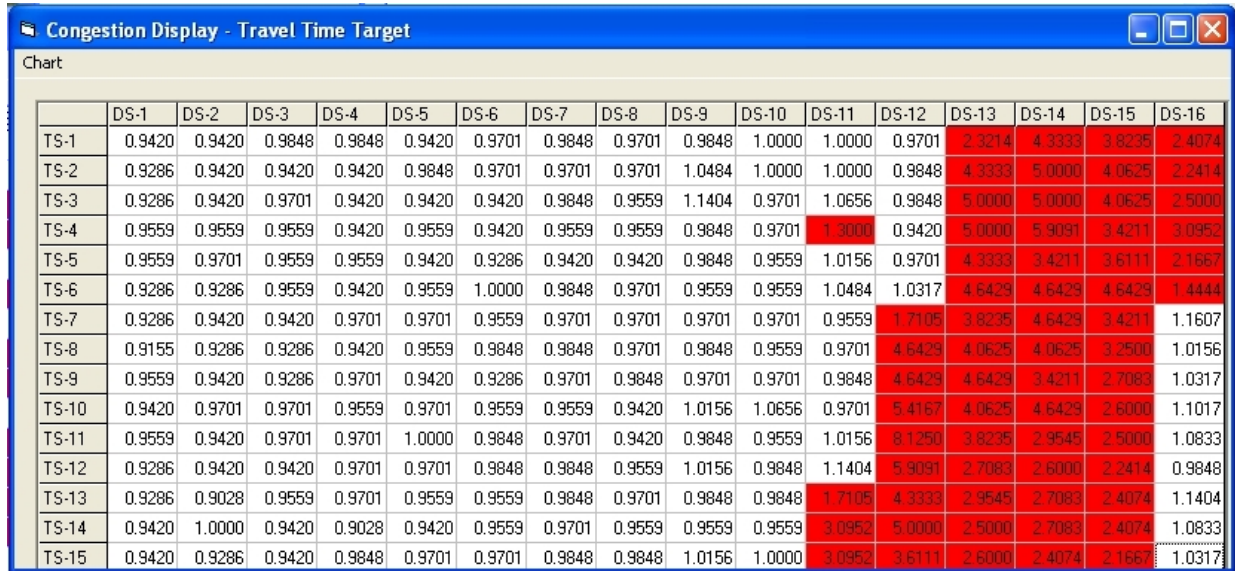 Congestion Display - Travel Time Target
Chart
DS-1 DS-2 DS-3 DS-4 DS-5 DS-6 DS-7 DS-8 DS-9 DS-10 DS-11 DS-12 DS-13 DS-14 DS-15 DS-16
TS-1 0.9420 0.9420 0.9848 0.9848 0.9420 0.9701 0.9848 0.9701 0.9848 1.0000 1.0000 0.9701 2.3214 4.3333 3.8235 2.4074
TS-2 0.9286 0.9420 0.9420 0.9420 0.9848 0.9701 0.9701 0.9701 1.0484 1.0000 1.0000 0.9848 4.3333 5.0000 4.0625 2.2414
TS-3 0.9286 0.9420 0.9701 0.9420 0.9420 0.9420 0.9848 0.9559 1.1404 0.9701 1.0656 0.9848 5.0000 5.0000 4.0625 2.5000
TS-4 0.9559 0.9559 0.9559 0.9420 0.9559 0.9420 0.9559 0.9559 0.9848 0.9701 1.3000 0.9420 5.0000 5.9091 3.4211 3.0952
TS-5 0.9559 0.9701 0.9559 0.9559 0.9420 0.9286 0.9420 0.9420 0.9848 0.9559 1.0156 0.9701 4.3333 3.4211 3.6111 2.1667
TS-6 0.9286 0.9286 0.9559 0.9420 0.9559 1.0000 0.9848 0.9701 0.9559 0.9559 1.0484 1.0317 4.6429 4.6429 4.6429 1.4444
TS-7 0.9286 0.9420 0.9420 0.9701 0.9701 0.9559 0.9701 0.9701 0.9701 0.9701 0.9559 1.7105 3.8235 4.6429 3.4211 1.1607
TS-8 0.9155 0.9286 0.9286 0.9420 0.9559 0.9848 0.9848 0.9701 0.9848 0.9559 0.9701 4.6429 4.0625 4.0625 3.2500 1.0156
TS-9 0.9559 0.9420 0.9286 0.9701 0.9420 0.9286 0.9701 0.9848 0.9701 0.9701 0.9848 4.6429 4.6429 3.4211 2.7083 1.0317
TS-10 0.9420 0.9701 0.9701 0.9559 0.9701 0.9559 0.9559 0.9420 1.0156 1.0656 0.9701 5.4167 4.0625 4.6429 2.6000 1.1017
TS-11 0.9559 0.9420 0.9701 0.9701 1.0000 0.9848 0.9701 0.9420 0.9848 0.9559 1.0156 8.1250 3.8235 2.9545 2.5000 1.0833
TS-12 0.9286 0.9420 0.9420 0.9701 0.9701 0.9848 0.9848 0.9559 1.0156 0.9848 1.1404 5.9091 2.7083 2.6000 2.2414 0.9848
TS-13 0.9286 0.9028 0.9559 0.9701 0.9559 0.9559 0.9848 0.9701 0.9848 0.9848 1.7105 4.3333 2.9545 2.7083 2.4074 1.1404
TS-14 0.9420 1.0000 0.9420 0.9028 0.9420 0.9559 0.9701 0.9559 0.9559 0.9559 3.0952 5.0000 2.5000 2.7083 2.4074 1.0833
TS-15 0.9420 0.9286 0.9420 0.9848 0.9701 0.9701 0.9848 0.9848 1.0156 1.0000 3.0952 3.6111 2.6000 2.4074 2.1667 1.0317